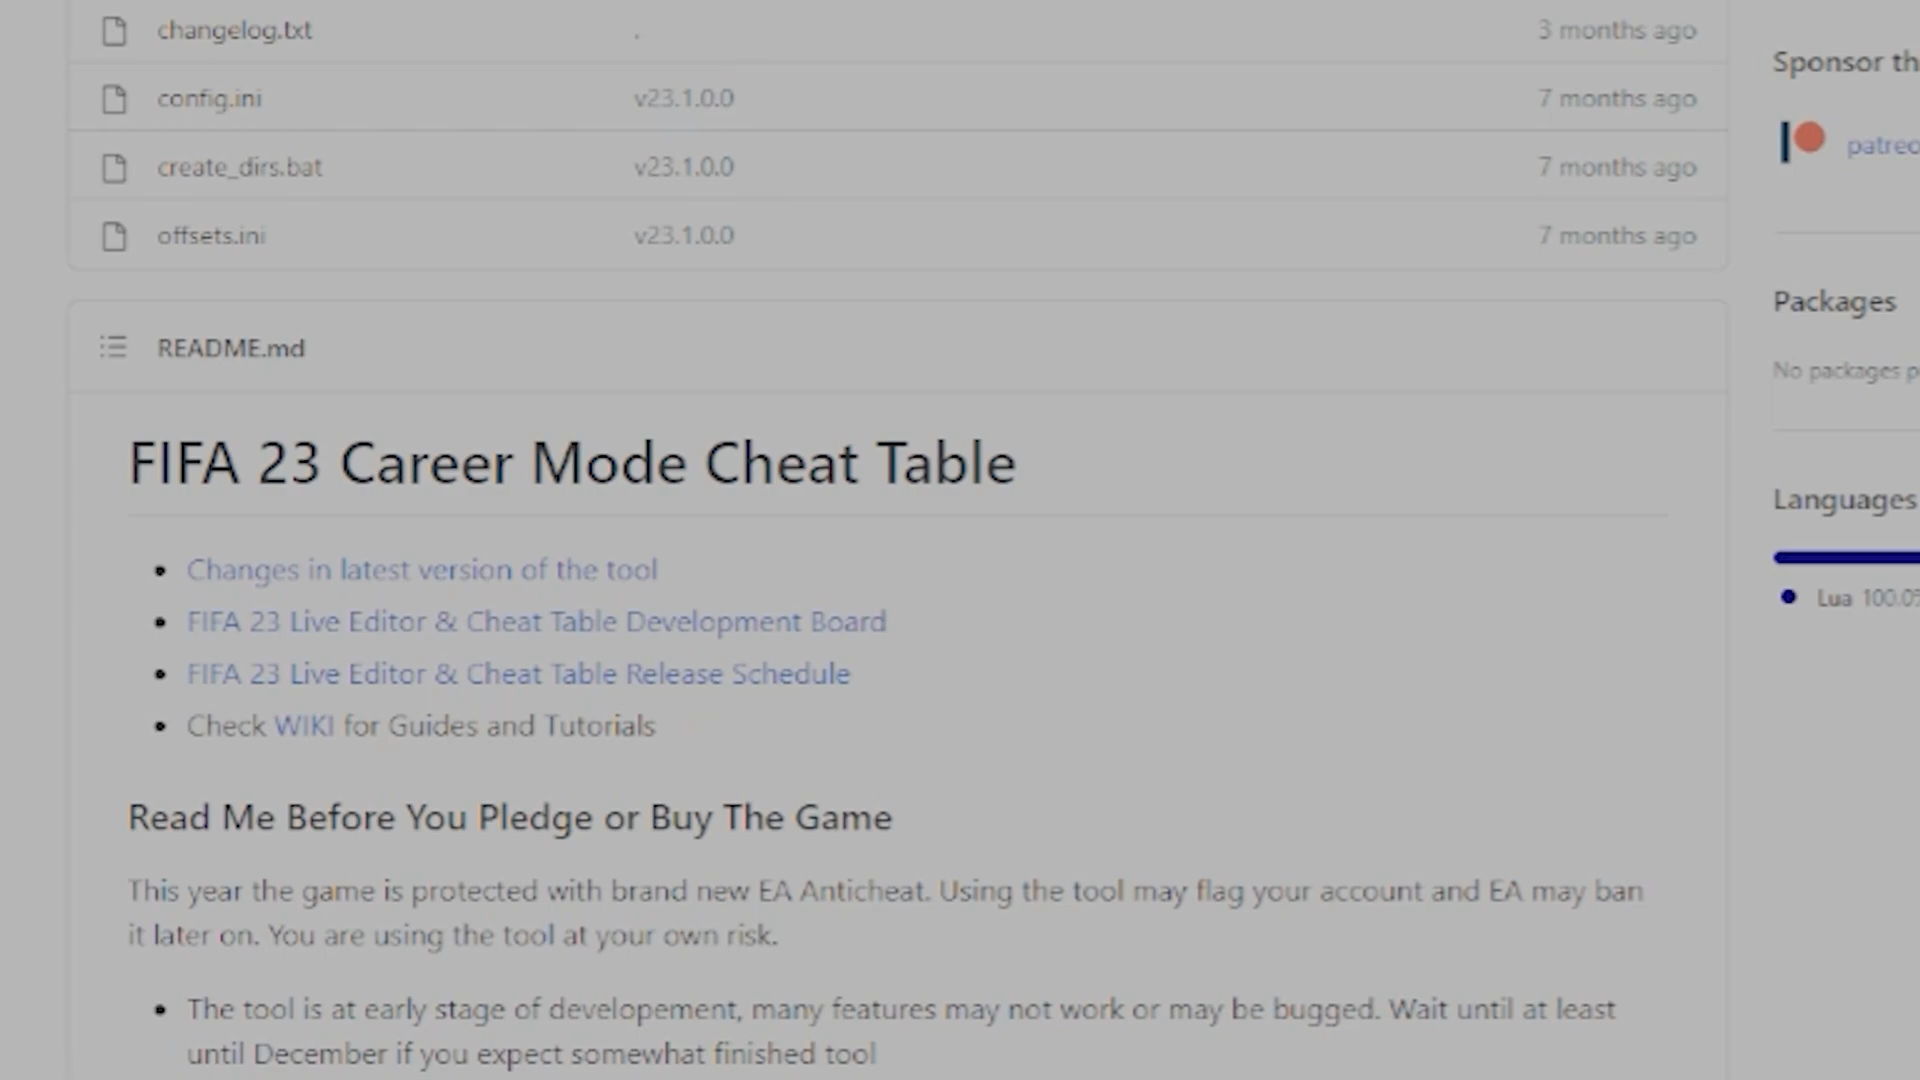 changelog.txt . 3 months ago
Sponsor th
config.ini v23.1.0.0 7 months ago
create_dirs.bat v23.1.0.0 7 months ago
offsets.ini v23.1.0.0 7 months ago
Packages
README.md
No packages p
FIFA 23 Career Mode Cheat Table
Languages
Changes in latest version of the tool
Lua 100.0
FIFA 23 Live Editor & Cheat Table Development Board
FIFA 23 Live Editor & Cheat Table Release Schedule
Check WIKI for Guides and Tutorials
Read Me Before You Pledge or Buy The Game
This year the game is protected with brand new EA Anticheat. Using the tool may flag your account and EA may ban
it later on. You are using the tool at your own risk.
The tool is at early stage of developement, many features may not work or may be bugged. Wait until at least
until December if you expect somewhat finished tool